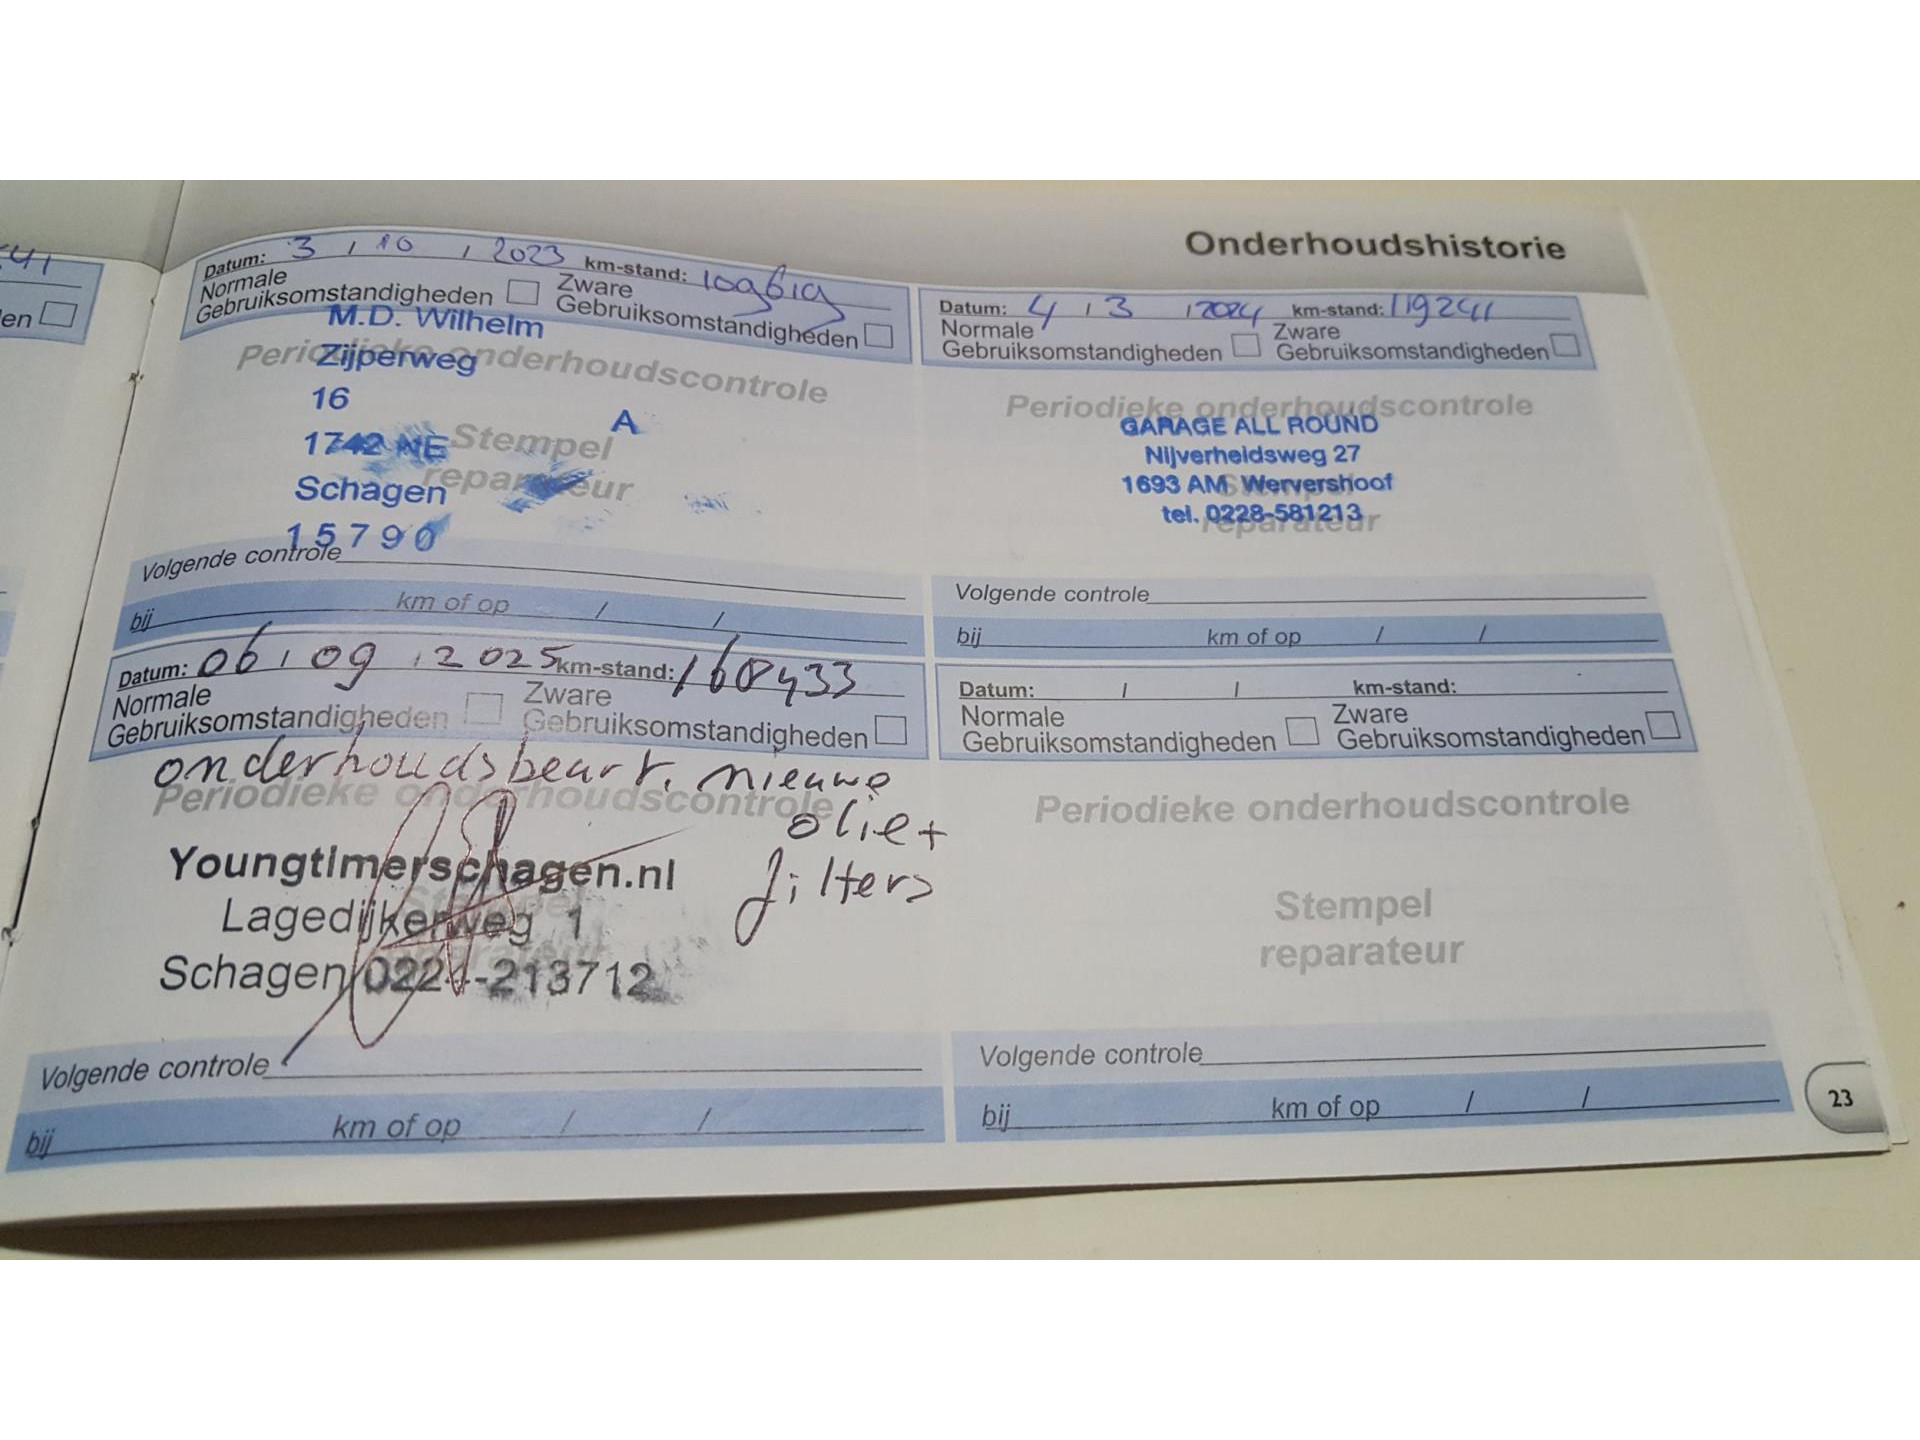 Onderhoudshistorie
41
en
Datum: 3 / 10 / 2023 km-stand: 109619
Normale Gebruiksomstandigheden Zware Gebruiksomstandigheden
Periodieke onderhoudscontrole
M.D. Wilhelm
Zijperweg
16 A
1742 NE
Schagen
15790
Stempel
reparateur
Volgende controle
bij km of op / /
Datum: 4 / 3 / 2024 km-stand: 119241
Normale Gebruiksomstandigheden Zware Gebruiksomstandigheden
Periodieke onderhoudscontrole
GARAGE ALL ROUND
Nijverheidsweg 27
1693 AM Wervershoof
tel. 0228-581213
Stempel
reparateur
Volgende controle
bij km of op / /
Datum: 06 / 09 / 2025 km-stand: 168433
Normale Gebruiksomstandigheden Zware Gebruiksomstandigheden
onderhoudsbeurt. nieuwe
olie +
filters
Periodieke onderhoudscontrole
Youngtimerschagen.nl
Lagedijkerweg 1
Schagen 0224-213712
Volgende controle
bij km of op / /
Datum: / / km-stand:
Normale Gebruiksomstandigheden Zware Gebruiksomstandigheden
Periodieke onderhoudscontrole
Stempel
reparateur
Volgende controle
bij km of op / /
23